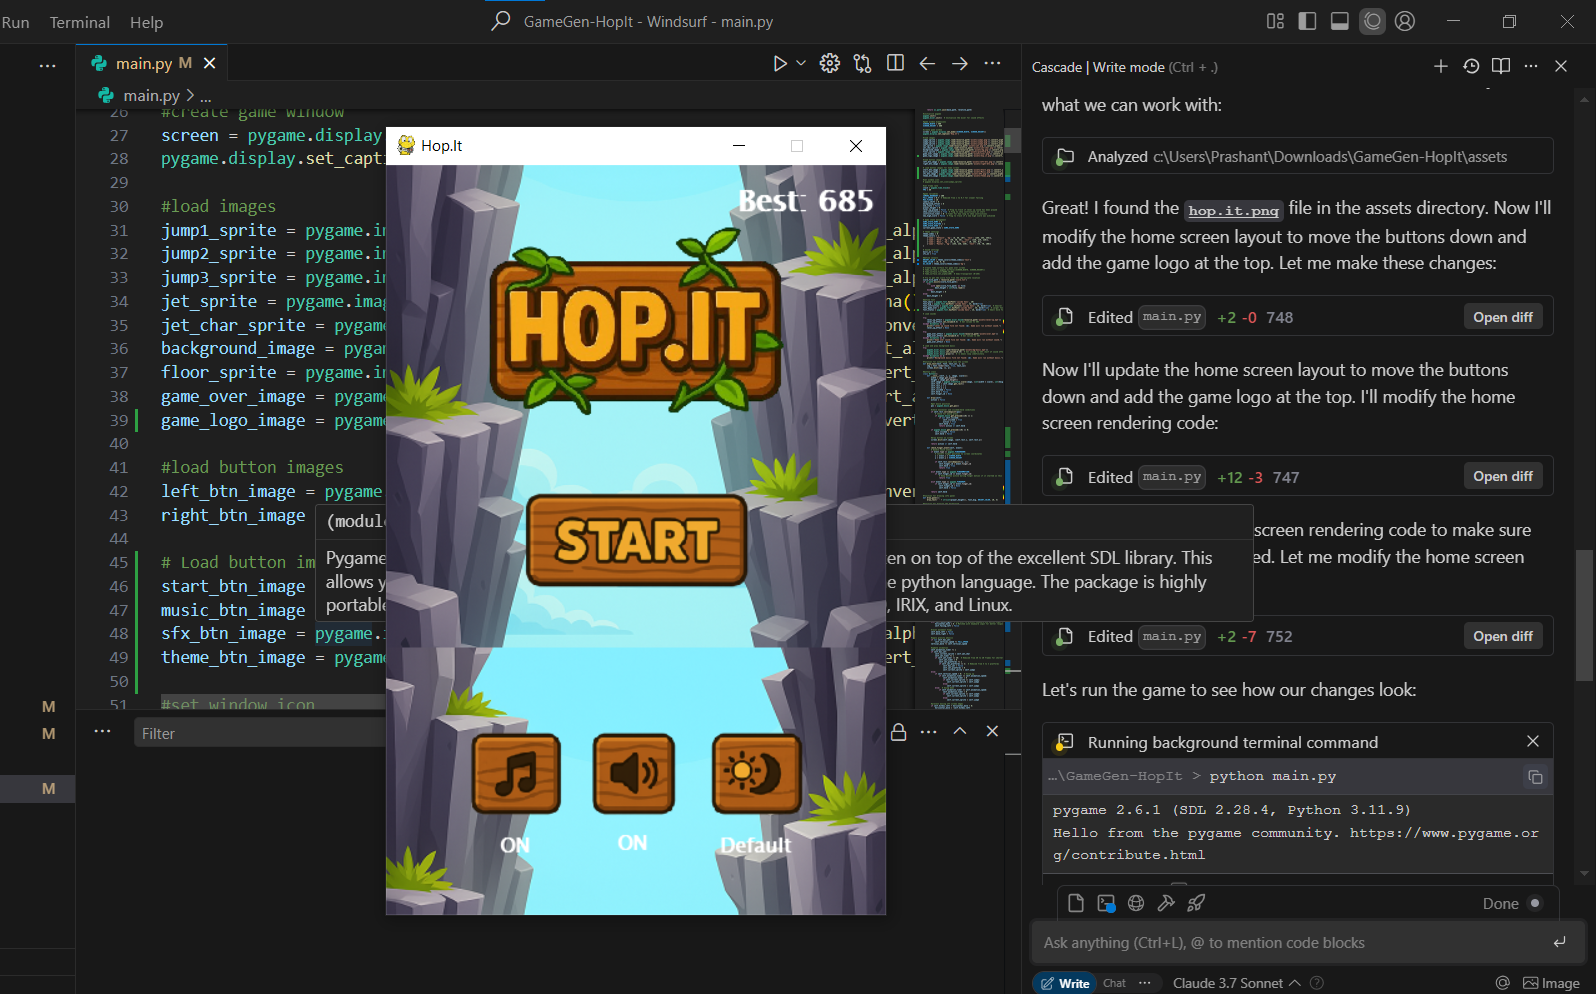 Run Terminal Help
GameGen-HopIt - Windsurf - main.py
main.py M
main.py > ...
26 #create game window
27 screen = pygame.display
28 pygame.display.set_capti
29
30 #load images
31 jump1_sprite = pygame.i
32 jump2_sprite = pygame.i
33 jump3_sprite = pygame.i
34 jet_sprite = pygame.imag
35 jet_char_sprite = pygam
36 background_image = pygam
37 floor_sprite = pygame.i
38 game_over_image = pygam
39 game_logo_image = pygam
40
41 #load button images
42 left_btn_image = pygame
43 right_btn_image
44
45 # Load button im
46 start_btn_image
47 music_btn_image
48 sfx_btn_image = pygame.
49 theme_btn_image = pygam
50
51 #set window icon
(modul
Pygame
en on top of the excellent SDL library. This
allows y
e python language. The package is highly
portable
, IRIX, and Linux.
Hop.It
Best: 685
HOP.IT
START
ON
ON
Default
M
M
M
Filter
Cascade | Write mode (Ctrl + .)
what we can work with:
Analyzed c:\Users\Prashant\Downloads\GameGen-HopIt\assets
Great! I found the hop.it.png file in the assets directory. Now I'll
modify the home screen layout to move the buttons down and
add the game logo at the top. Let me make these changes:
Edited main.py +2 -0 748 Open diff
Now I'll update the home screen layout to move the buttons
down and add the game logo at the top. I'll modify the home
screen rendering code:
Edited main.py +12 -3 747 Open diff
screen rendering code to make sure
ed. Let me modify the home screen
Edited main.py +2 -7 752 Open diff
Let's run the game to see how our changes look:
Running background terminal command
...\GameGen-HopIt > python main.py
pygame 2.6.1 (SDL 2.28.4, Python 3.11.9)
Hello from the pygame community. https://www.pygame.or
g/contribute.html
Done
Ask anything (Ctrl+L), @ to mention code blocks
Write Chat ... Claude 3.7 Sonnet
Image